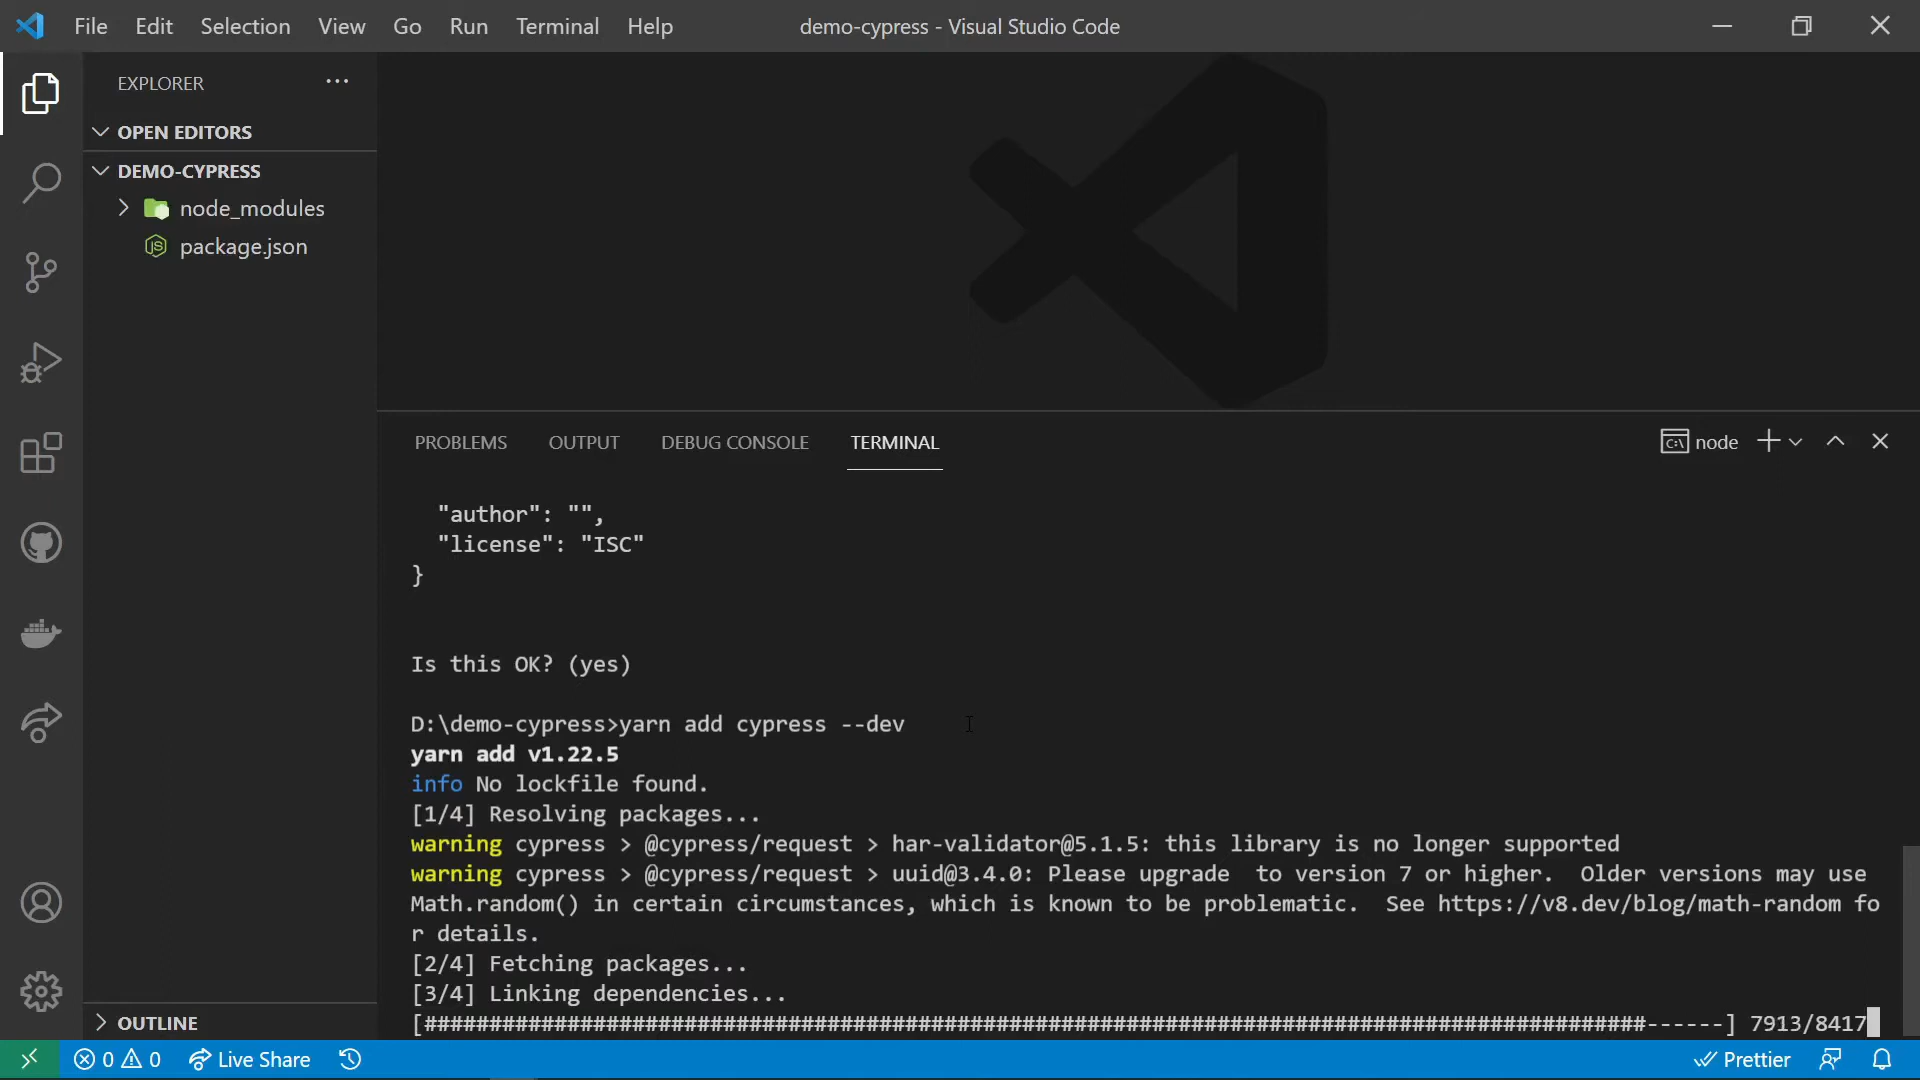 File Edit Selection View Go Run Terminal Help
demo-cypress - Visual Studio Code
EXPLORER
OPEN EDITORS
DEMO-CYPRESS
node_modules
package.json
OUTLINE
PROBLEMS OUTPUT DEBUG CONSOLE TERMINAL
node
"author": "",
"license": "ISC"
}
Is this OK? (yes)
D:\demo-cypress>yarn add cypress --dev
yarn add v1.22.5
info No lockfile found.
[1/4] Resolving packages...
warning cypress > @cypress/request > har-validator@5.1.5: this library is no longer supported
warning cypress > @cypress/request > uuid@3.4.0: Please upgrade  to version 7 or higher.  Older versions may use
Math.random() in certain circumstances, which is known to be problematic.  See https://v8.dev/blog/math-random fo
r details.
[2/4] Fetching packages...
[3/4] Linking dependencies...
[##############################################################################################------] 7913/8417
0 0 Live Share
Prettier